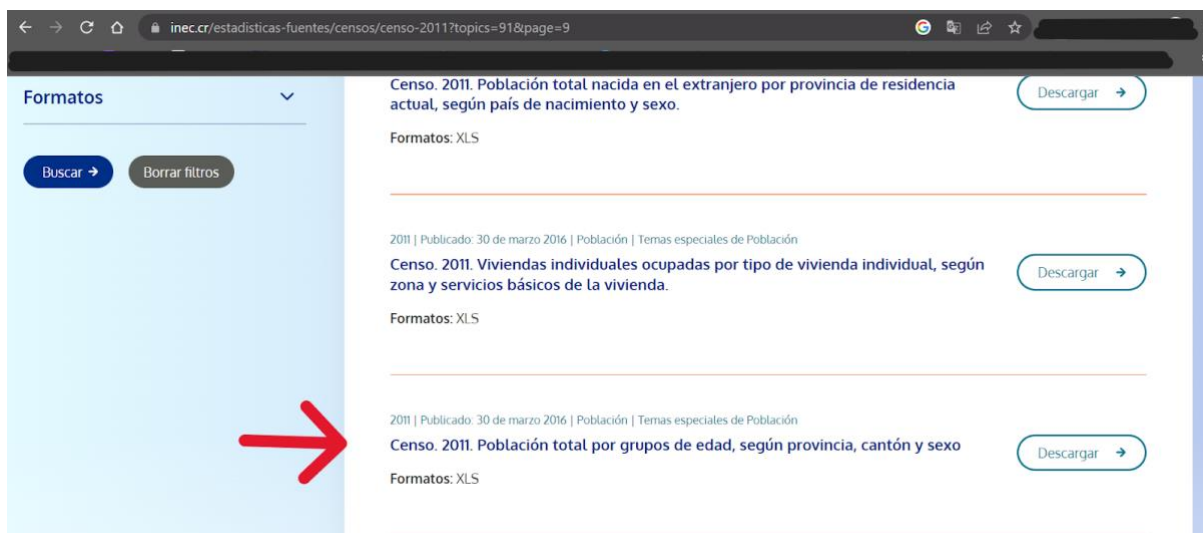 inec.cr/estadisticas-fuentes/censos/censo-2011?topics=91&page=9
Formatos
Buscar →
Borrar filtros
Censo. 2011. Población total nacida en el extranjero por provincia de residencia
actual, según país de nacimiento y sexo.
Descargar →
Formatos: XLS
2011 | Publicado: 30 de marzo 2016 | Población | Temas especiales de Población
Censo. 2011. Viviendas individuales ocupadas por tipo de vivienda individual, según
zona y servicios básicos de la vivienda.
Descargar →
Formatos: XLS
2011 | Publicado: 30 de marzo 2016 | Población | Temas especiales de Población
Censo. 2011. Población total por grupos de edad, según provincia, cantón y sexo
Descargar →
Formatos: XLS